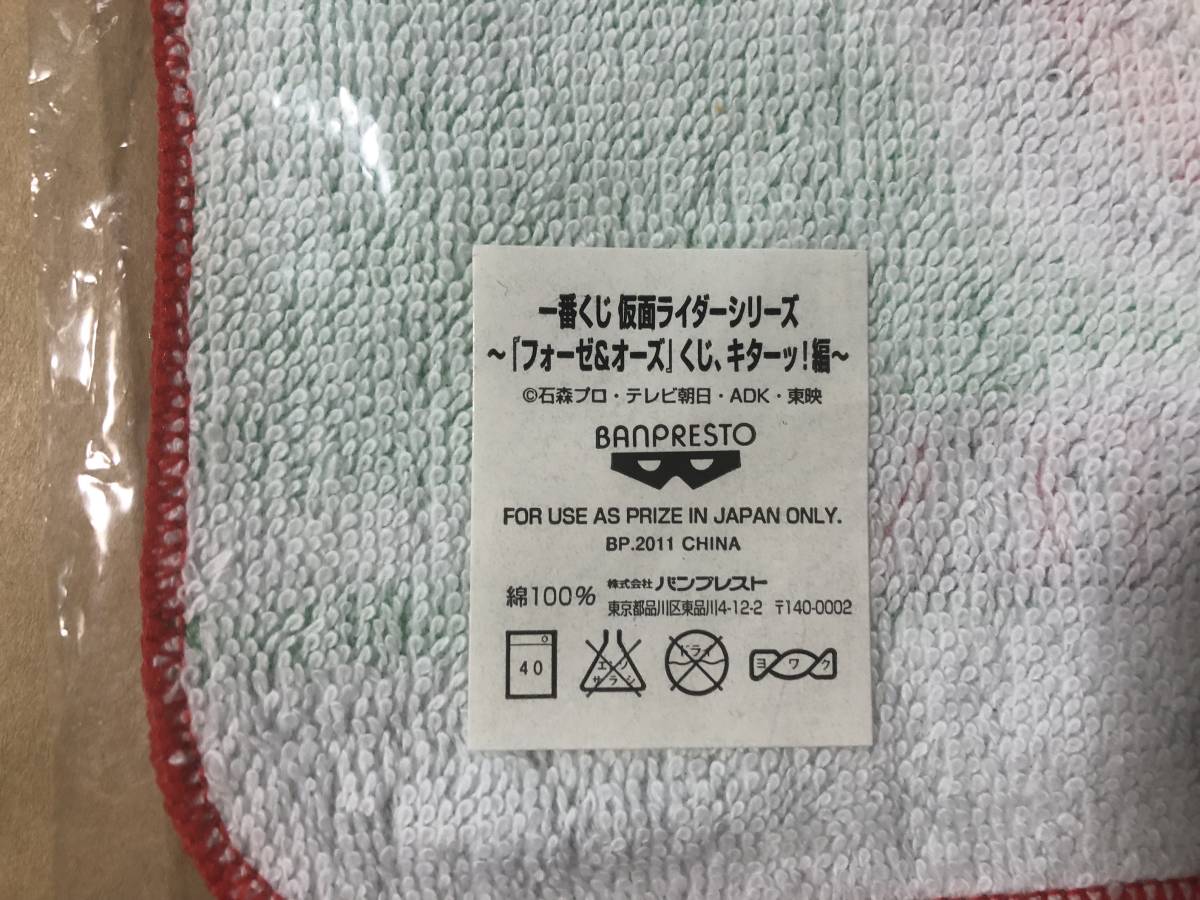 一番くじ 仮面ライダーシリーズ
～『フォーゼ&オーズ』くじ、キターッ!編～
©石森プロ・テレビ朝日・ADK・東映
BANPRESTO
FOR USE AS PRIZE IN JAPAN ONLY.
BP.2011 CHINA
綿100%
株式会社 バンプレスト
東京都品川区東品川4-12-2 〒140-0002
40
エンソ
サラシ
ドライ
ヨワク